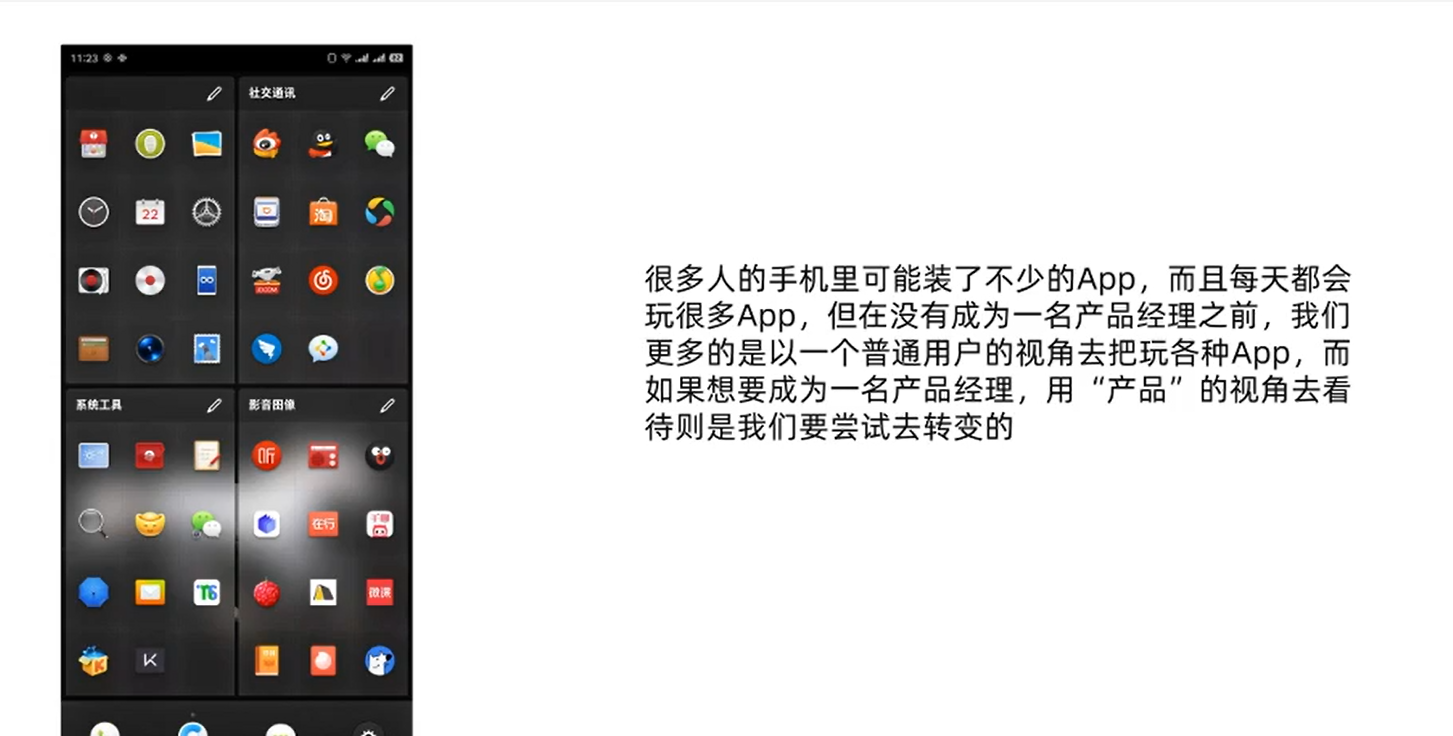 11:23
社交通讯
22
淘
JD.COM
系统工具
影音图像
听
在行
T6
微课
K
很多人的手机里可能装了不少的App，而且每天都会
玩很多App，但在没有成为一名产品经理之前，我们
更多的是以一个普通用户的视角去把玩各种App，而
如果想要成为一名产品经理，用“产品”的视角去看
待则是我们要尝试去转变的